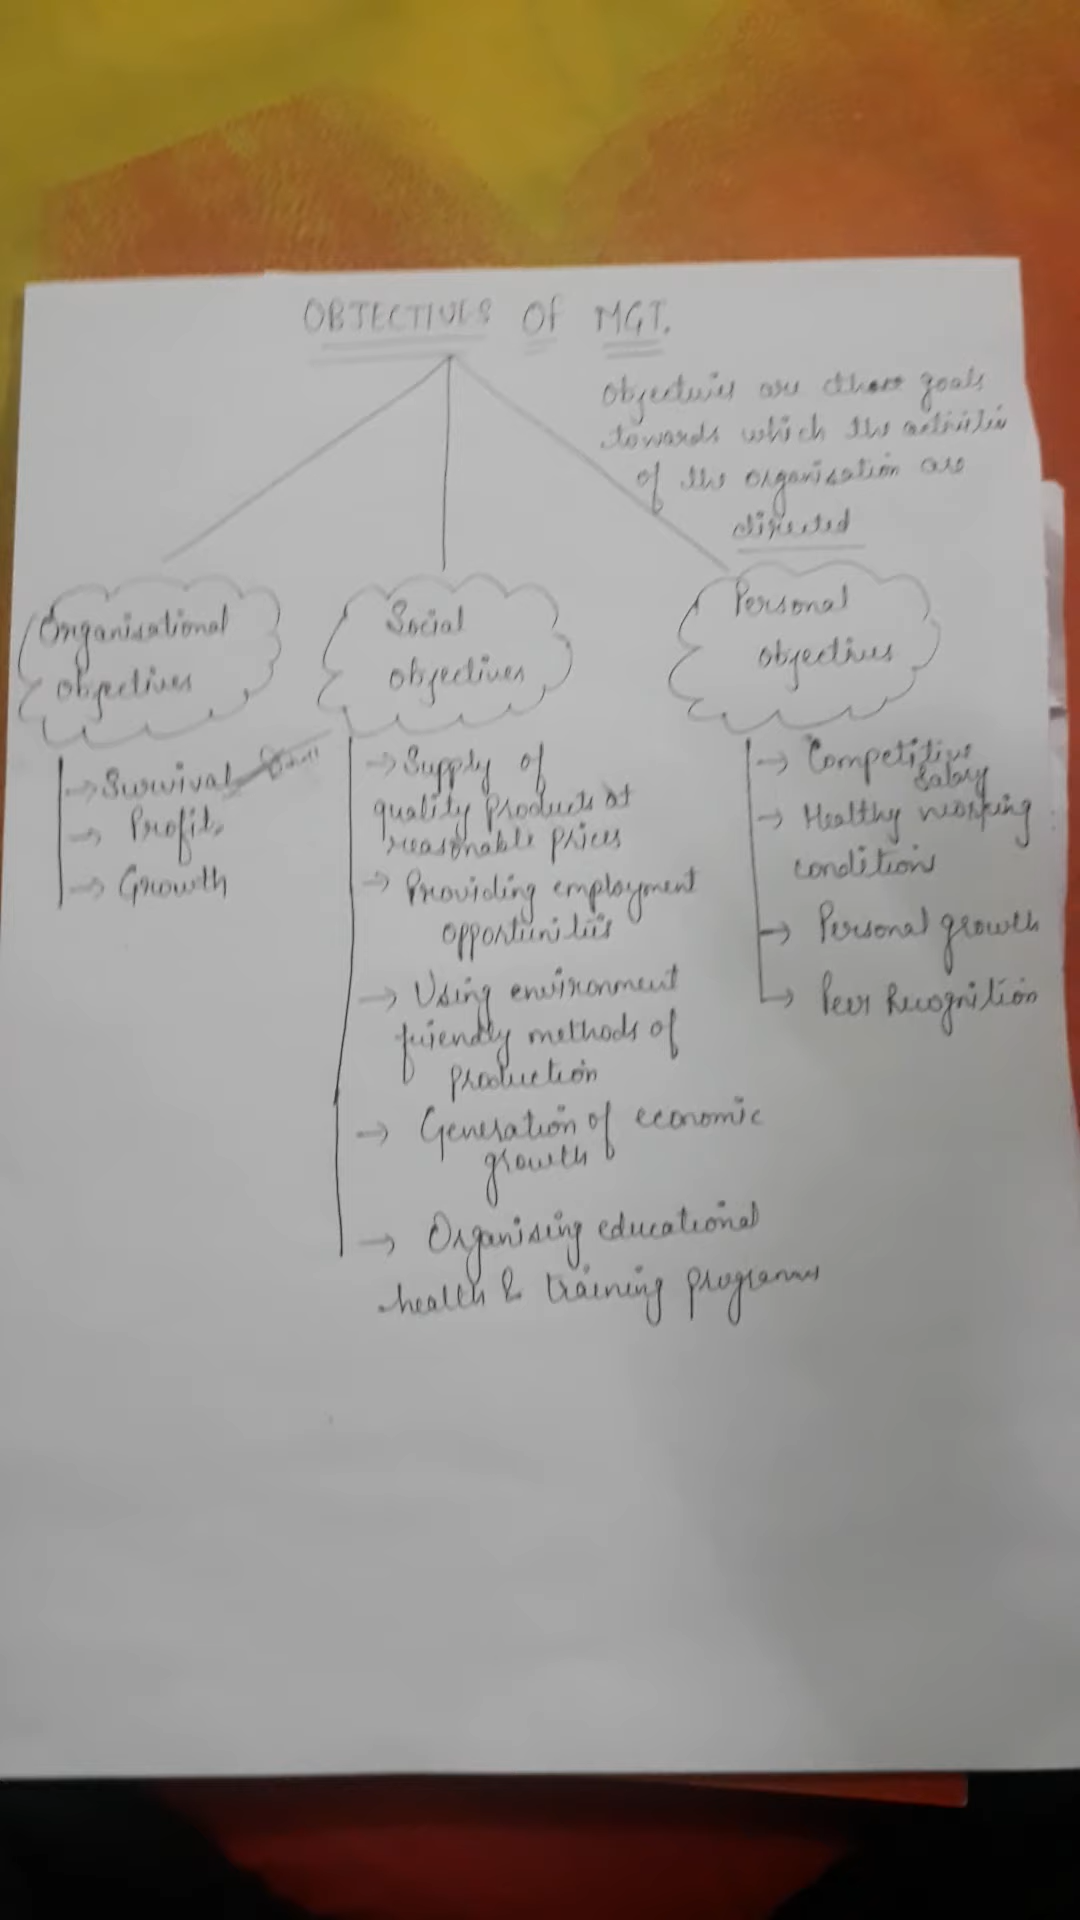 OBJECTIVES OF MGT.
Objectives are those goals
towards which the activities
of the organisation are
directed
Organisational
objectives
→ Survival
→ Profit
→ Growth
Social
objectives
→ Supply of
quality products at
reasonable prices
→ Providing employment
opportunities
→ Using environment
friendly methods of
production
→ Generation of economic
growth
→ Organising educational
health & training programs
Personal
objectives
→ Competitive
Salary
→ Healthy working
conditions
→ Personal growth
→ Peer Recognition